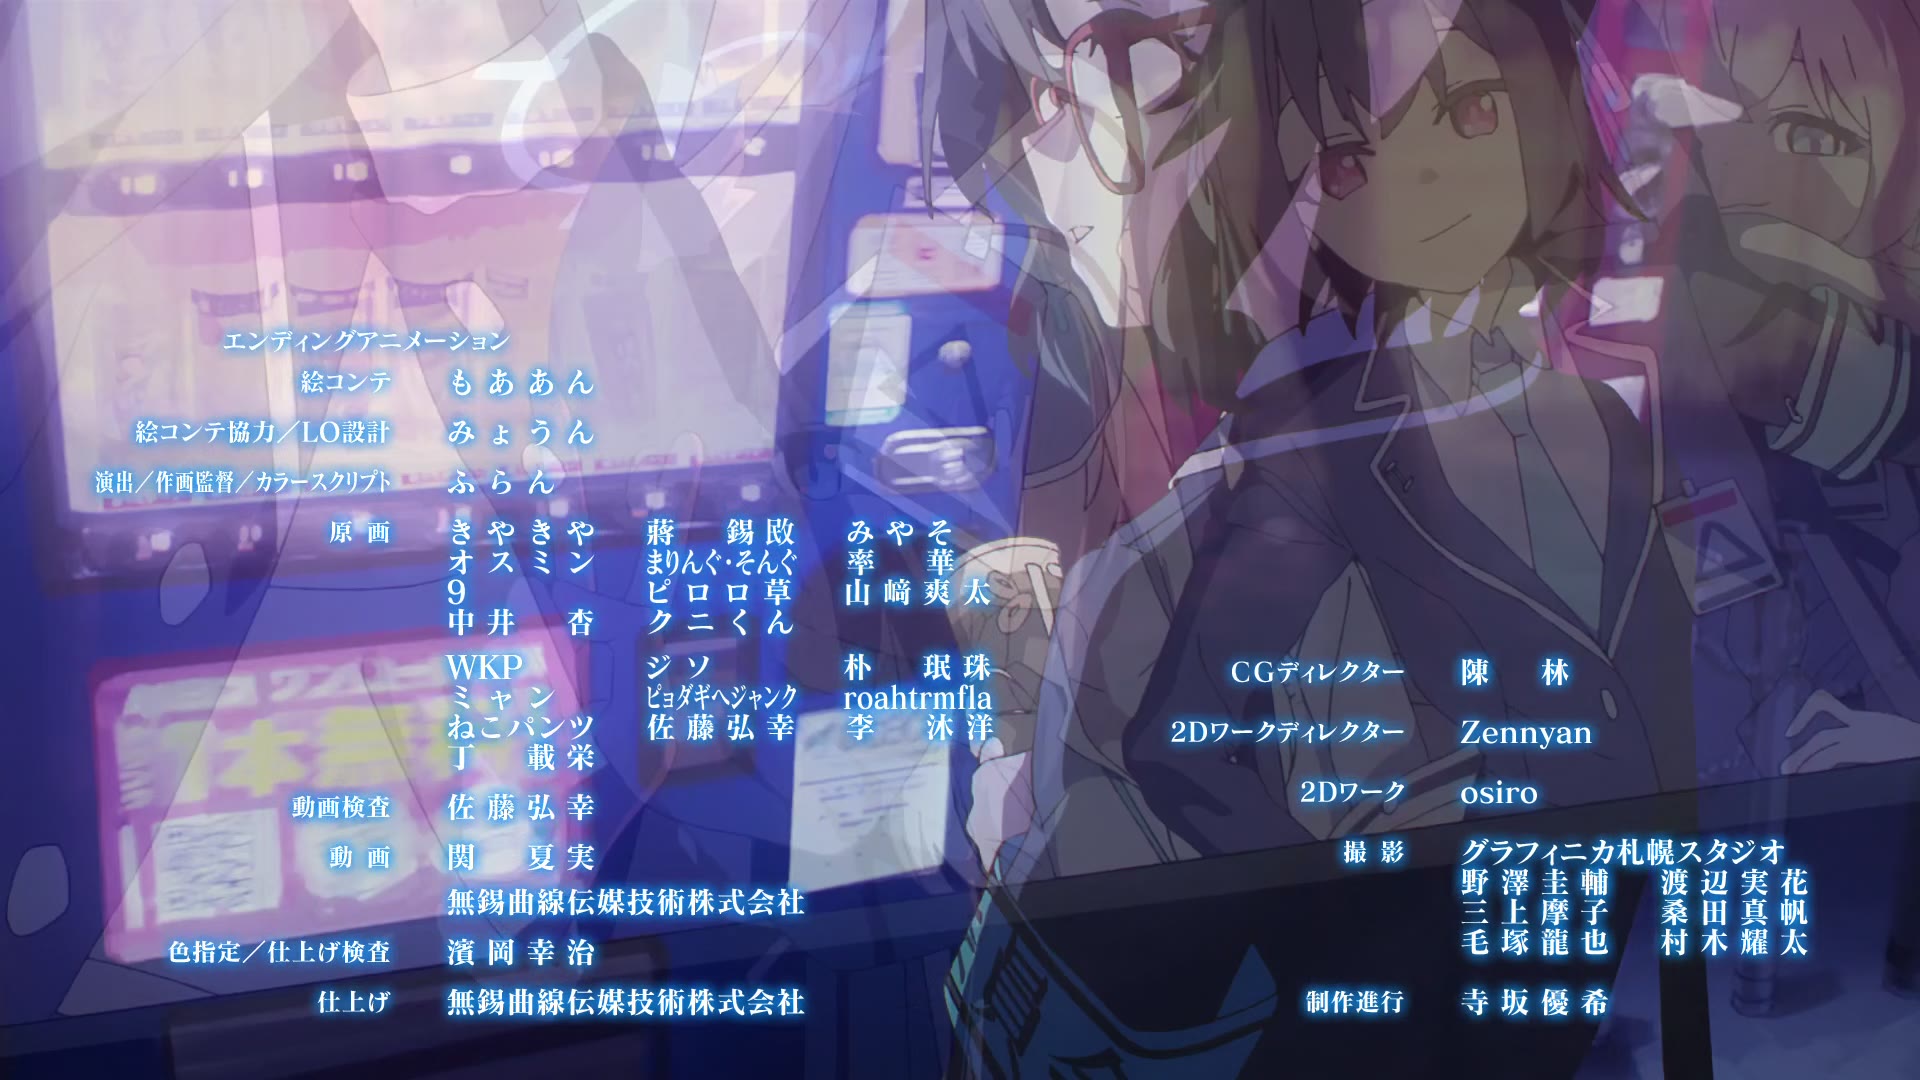 エンディングアニメーション
絵コンテ もああん
絵コンテ協力／LO設計 みょうん
演出／作画監督／カラースクリプト ふらん
原画 きやきや 蔣錫㪅 みやそ
オスミン まりんぐ・そんぐ 率華
9 ピロロ草 山﨑爽太
中井杏 クニくん
WKP ジソ 朴珉珠
ミャン ピョダギヘジャンク roahtrmfla
ねこパンツ 佐藤弘幸 李沐洋
丁載栄
動画検査 佐藤弘幸
動画 関夏実
無錫曲線伝媒技術株式会社
色指定／仕上げ検査 濱岡幸治
仕上げ 無錫曲線伝媒技術株式会社
CGディレクター 陳林
2Dワークディレクター Zennyan
2Dワーク osiro
撮影 グラフィニカ札幌スタジオ
野澤圭輔 渡辺実花
三上摩子 桑田真帆
毛塚龍也 村木耀太
制作進行 寺坂優希